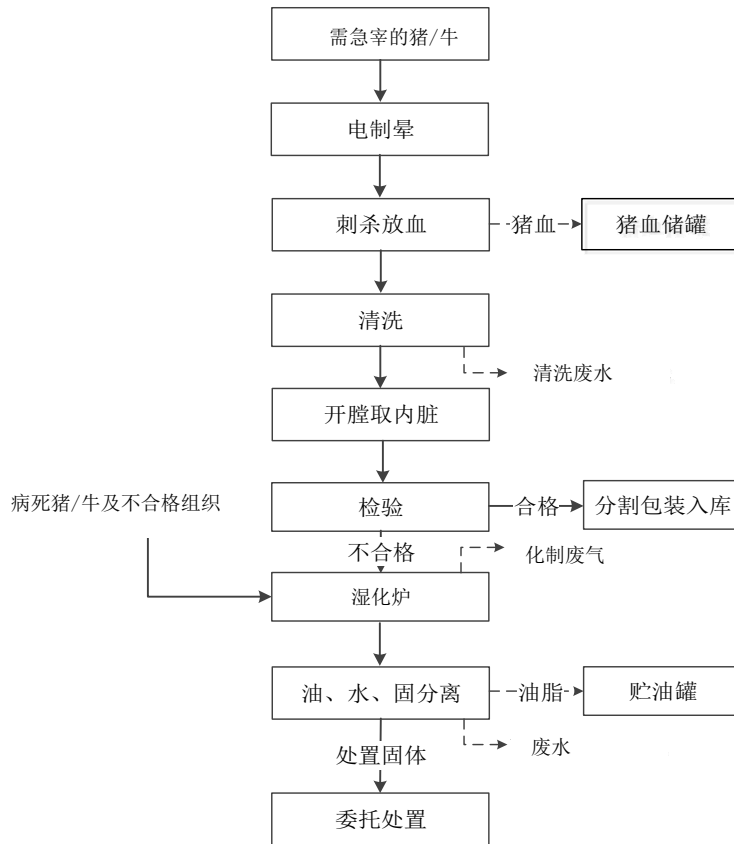 需急宰的猪/牛
电制晕
刺杀放血
猪血
猪血储罐
清洗
清洗废水
开膛取内脏
病死猪/牛及不合格组织
检验
合格
分割包装入库
不合格
化制废气
湿化炉
油、水、固分离
油脂
贮油罐
处置固体
废水
委托处置